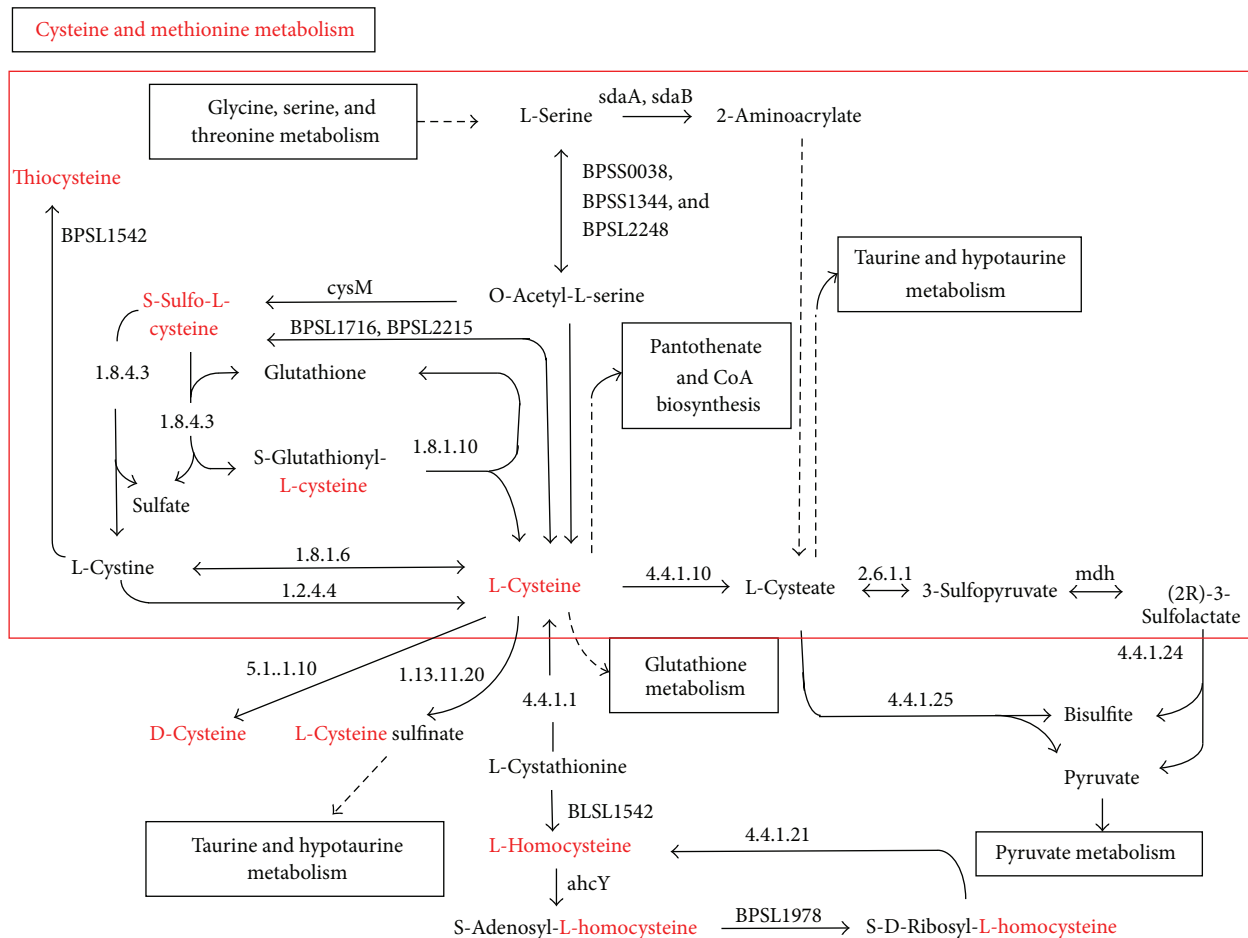 Cysteine and methionine metabolism
Glycine, serine, and
threonine metabolism
L-Serine
sdaA, sdaB
2-Aminoacrylate
Thiocysteine
BPSL1542
BPSS0038,
BPSS1344, and
BPSL2248
Taurine and hypotaurine
metabolism
S-Sulfo-L-
cysteine
cysM
O-Acetyl-L-serine
BPSL1716, BPSL2215
1.8.4.3
Glutathione
Pantothenate
and CoA
biosynthesis
1.8.4.3
S-Glutathionyl-
L-cysteine
1.8.1.10
Sulfate
L-Cystine
1.8.1.6
1.2.4.4
L-Cysteine
4.4.1.10
L-Cysteate
2.6.1.1
3-Sulfopyruvate
mdh
(2R)-3-
Sulfolactate
5.1..1.10
1.13.11.20
4.4.1.1
Glutathione
metabolism
4.4.1.24
4.4.1.25
Bisulfite
D-Cysteine
L-Cysteine sulfinate
L-Cystathionine
Pyruvate
BLSL1542
Taurine and hypotaurine
metabolism
L-Homocysteine
4.4.1.21
Pyruvate metabolism
ahcY
S-Adenosyl-L-homocysteine
BPSL1978
S-D-Ribosyl-L-homocysteine